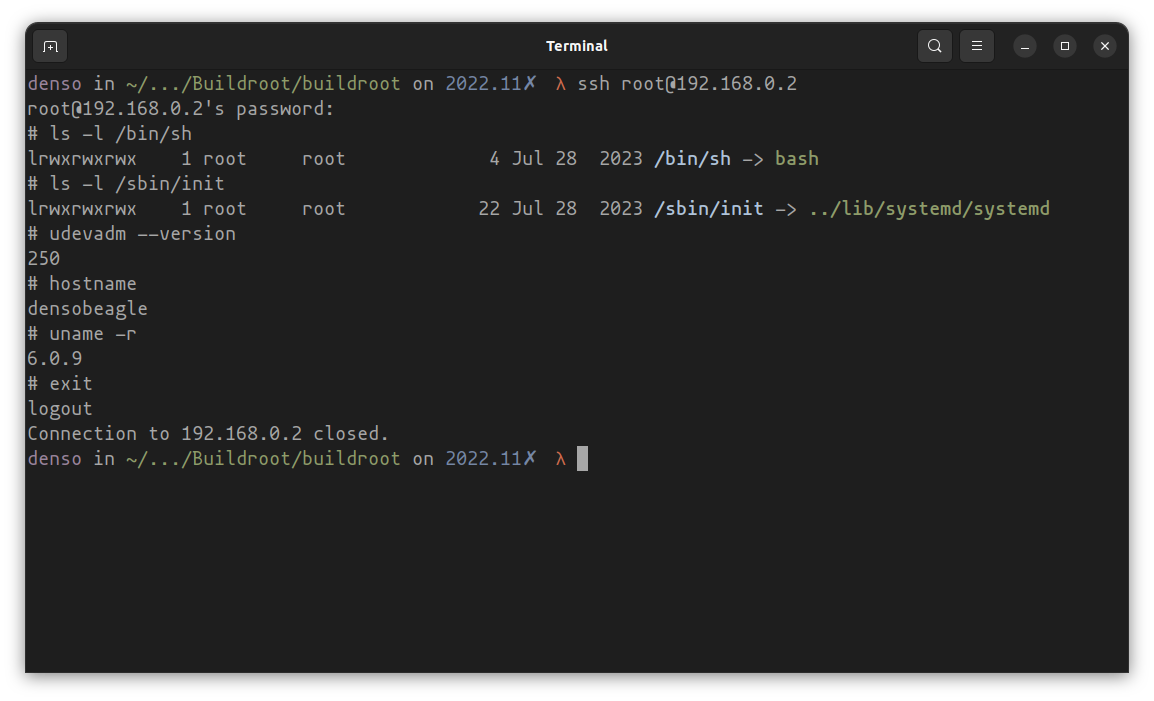 Terminal
denso in ~/.../Buildroot/buildroot on 2022.11✗ λ ssh root@192.168.0.2
root@192.168.0.2's password:
# ls -l /bin/sh
lrwxrwxrwx    1 root     root             4 Jul 28  2023 /bin/sh -> bash
# ls -l /sbin/init
lrwxrwxrwx    1 root     root            22 Jul 28  2023 /sbin/init -> ../lib/systemd/systemd
# udevadm --version
250
# hostname
densobeagle
# uname -r
6.0.9
# exit
logout
Connection to 192.168.0.2 closed.
denso in ~/.../Buildroot/buildroot on 2022.11✗ λ